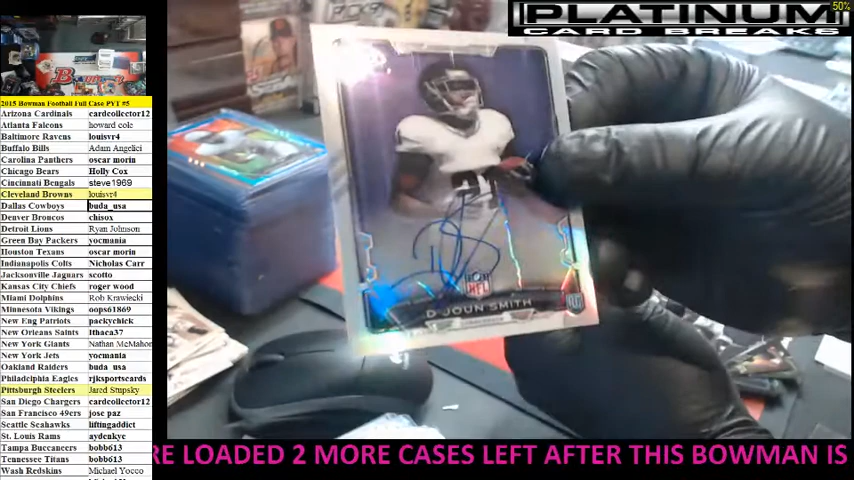 50%
PLATINUM
CARD BREAKS
2015 Bowman Football Full Case PYT #5
Arizona Cardinals cardcollector12
Atlanta Falcons howard cole
Baltimore Ravens louisvr4
Buffalo Bills Adam Angelici
Carolina Panthers oscar morin
Chicago Bears Holly Cox
Cincinnati Bengals steve1969
Cleveland Browns louisvr4
Dallas Cowboys buda_usa
Denver Broncos chisox
Detroit Lions Ryan Johnson
Green Bay Packers yocmania
Houston Texans oscar morin
Indianapolis Colts Nicholas Carr
Jacksonville Jaguars scotto
Kansas City Chiefs roger wood
Miami Dolphins Rob Krawiecki
Minnesota Vikings oops61869
New Eng Patriots packychick
New Orleans Saints Ithaca37
New York Giants Nathan McMahon
New York Jets yocmania
Oakland Raiders buda_usa
Philadelphia Eagles rjksportscards
Pittsburgh Steelers Jared Stupsky
San Diego Chargers cardcollector12
San Francisco 49ers jose paz
Seattle Seahawks liftingaddict
St. Louis Rams aydenkyc
Tampa Buccaneers bobb613
Tennessee Titans bobb613
Wash Redskins Michael Yocco
NFL
D'JOUN SMITH
RE LOADED 2 MORE CASES LEFT AFTER THIS BOWMAN IS